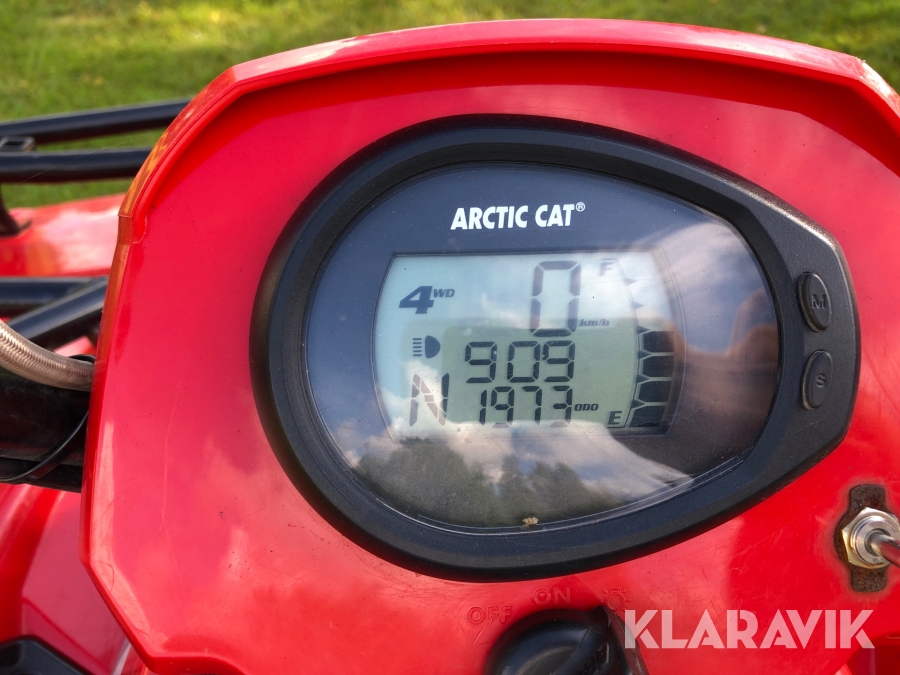 ARCTIC CAT®
4WD
0 F
km/h
909
N 1973 ODO E
M
S
OFF ON
KLARAVIK